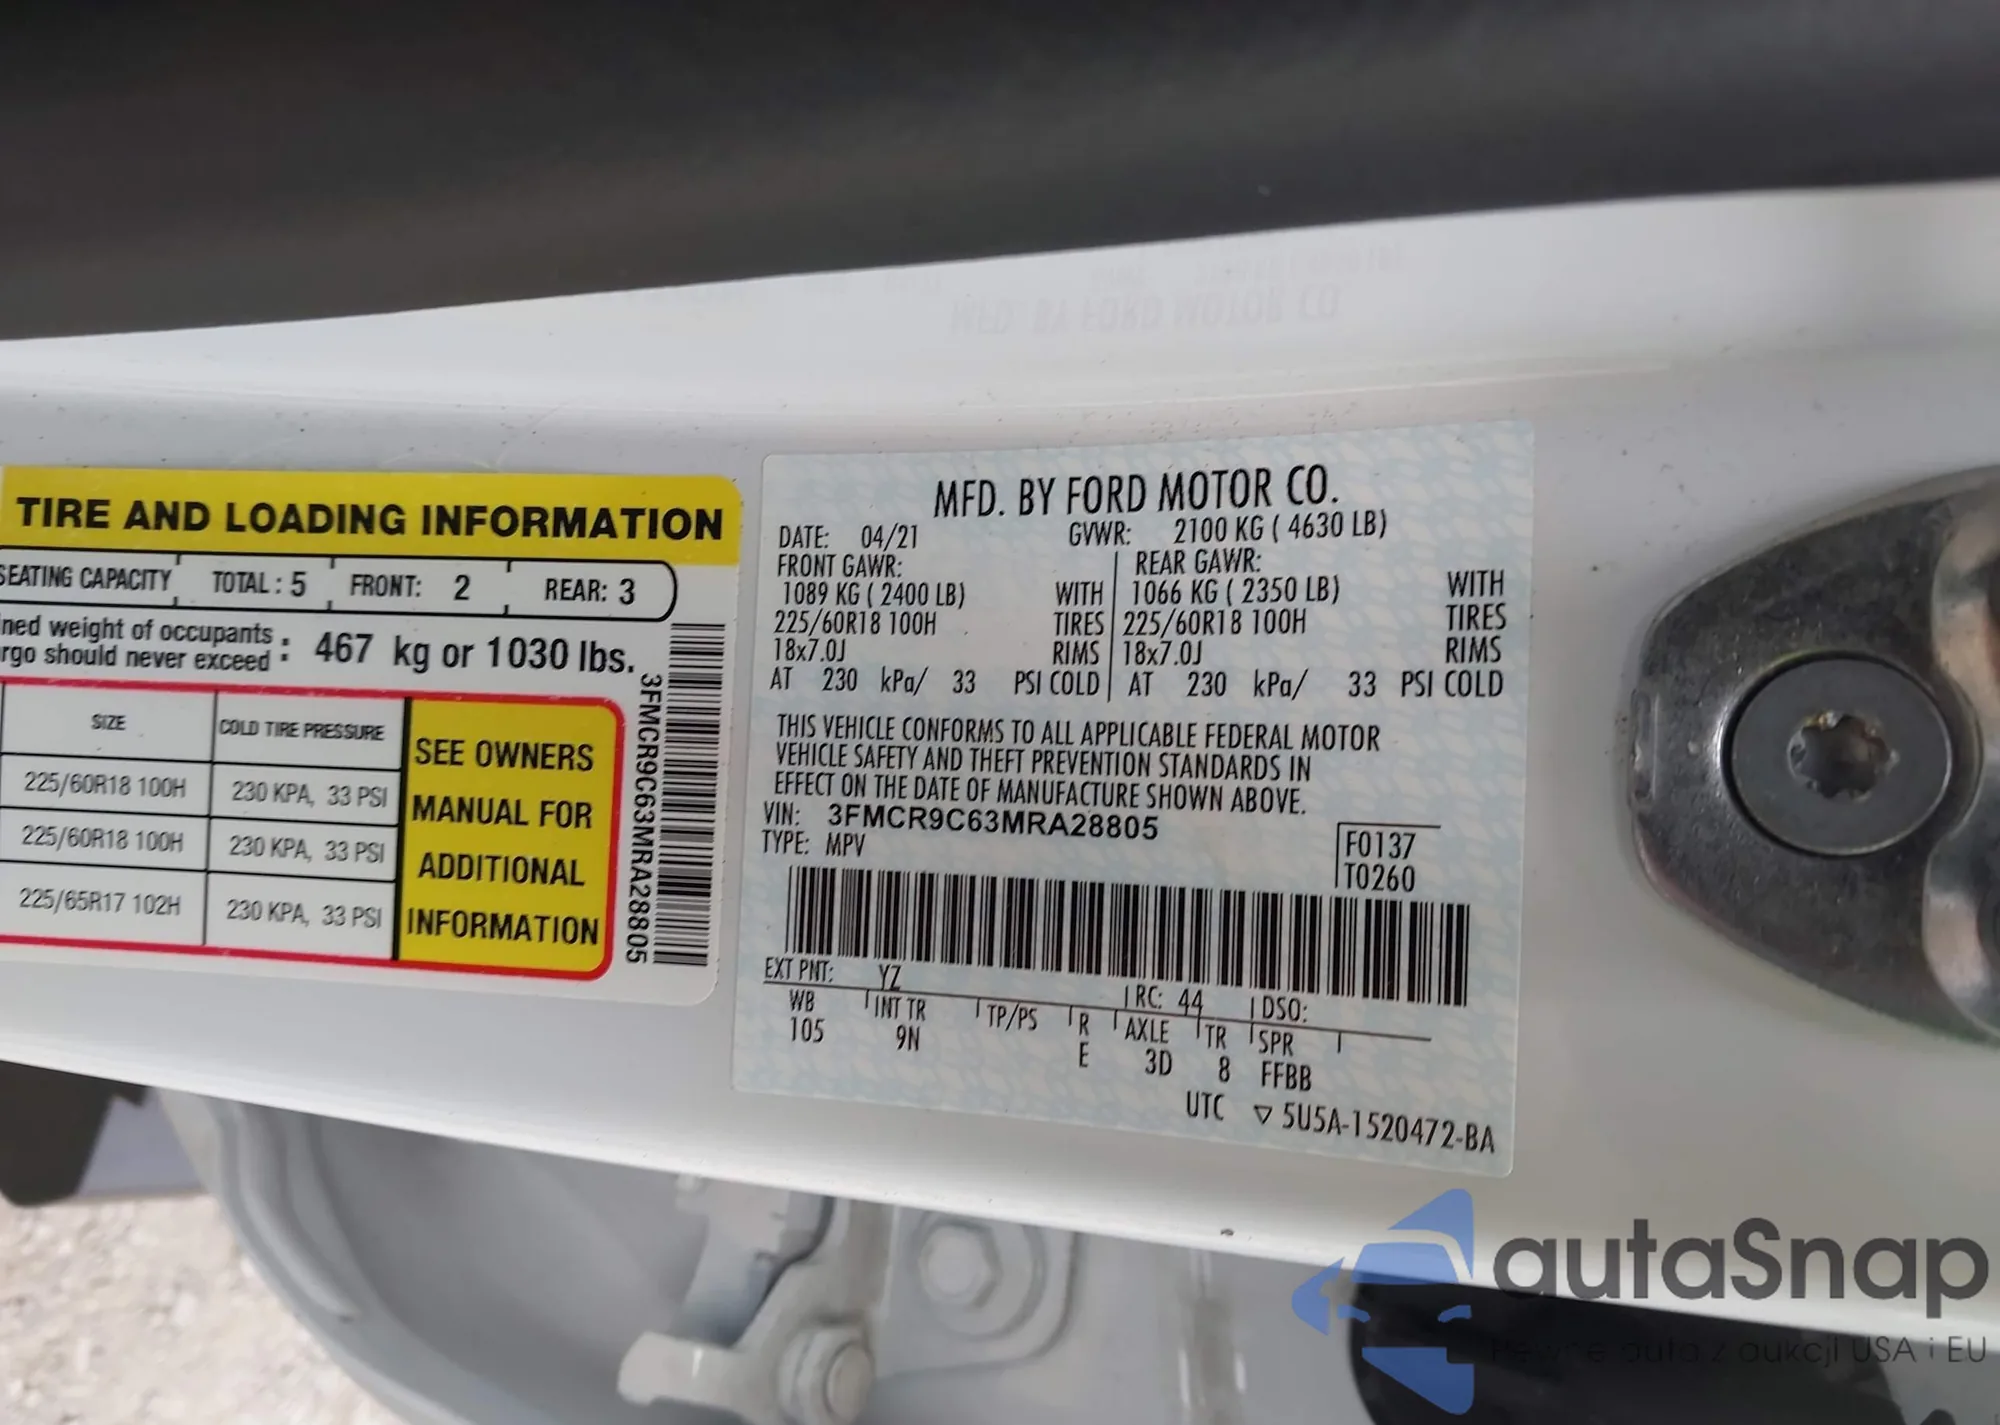 TIRE AND LOADING INFORMATION
SEATING CAPACITY TOTAL : 5 FRONT: 2 REAR: 3
ned weight of occupants
rgo should never exceed : 467 kg or 1030 lbs.
SIZE COLD TIRE PRESSURE
225/60R18 100H 230 KPA, 33 PSI
225/60R18 100H 230 KPA, 33 PSI
225/65R17 102H 230 KPA, 33 PSI
SEE OWNERS
MANUAL FOR
ADDITIONAL
INFORMATION
3FMCR9C63MRA28805
MFD. BY FORD MOTOR CO.
DATE: 04/21 GVWR: 2100 KG ( 4630 LB)
FRONT GAWR: REAR GAWR:
1089 KG ( 2400 LB) WITH 1066 KG ( 2350 LB) WITH
225/60R18 100H TIRES 225/60R18 100H TIRES
18x7.0J RIMS 18x7.0J RIMS
AT 230 kPa/ 33 PSI COLD AT 230 kPa/ 33 PSI COLD
THIS VEHICLE CONFORMS TO ALL APPLICABLE FEDERAL MOTOR
VEHICLE SAFETY AND THEFT PREVENTION STANDARDS IN
EFFECT ON THE DATE OF MANUFACTURE SHOWN ABOVE.
VIN: 3FMCR9C63MRA28805
TYPE: MPV
F0137
T0260
EXT PNT: YZ RC: 44 DSO:
WB INT TR TP/PS R AXLE TR SPR
105 9N E 3D 8 FFBB
UTC ▽ 5U5A-1520472-BA
autaSnap
Pewne auta z aukcji USA i EU